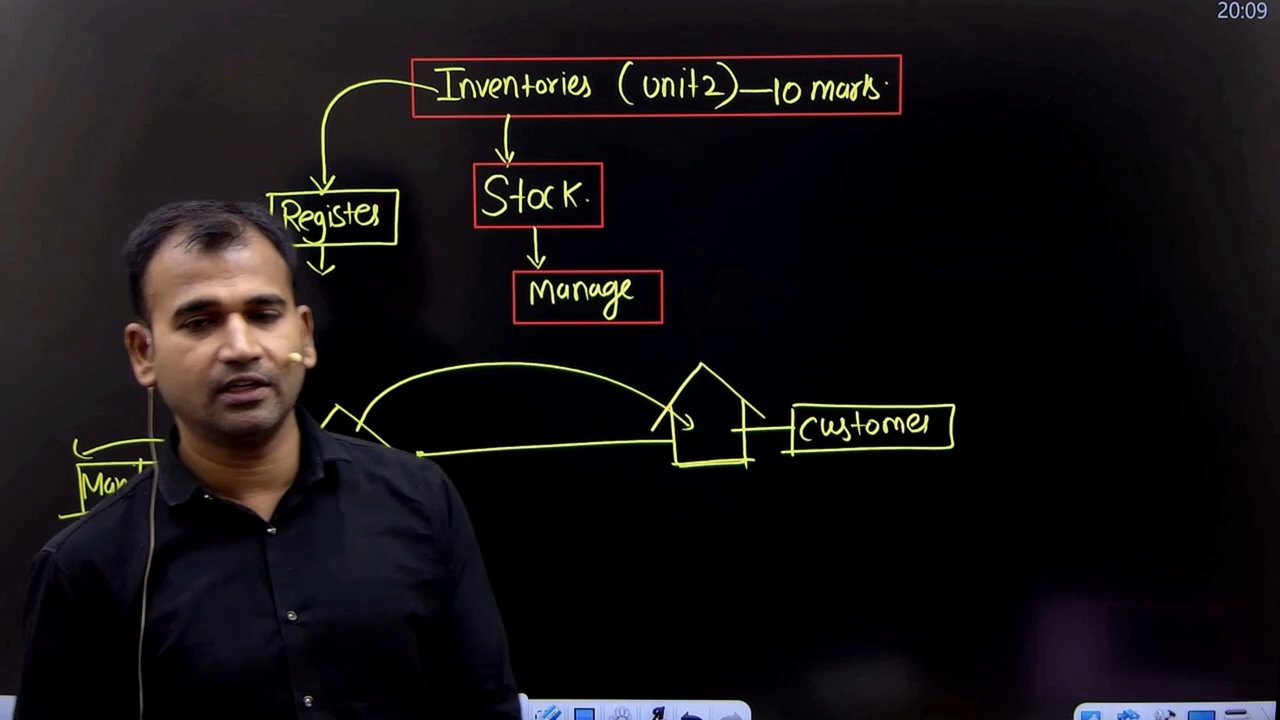 20:09
Inventories (unit2)—10 marks.
Register
Stock.
Manage
customer